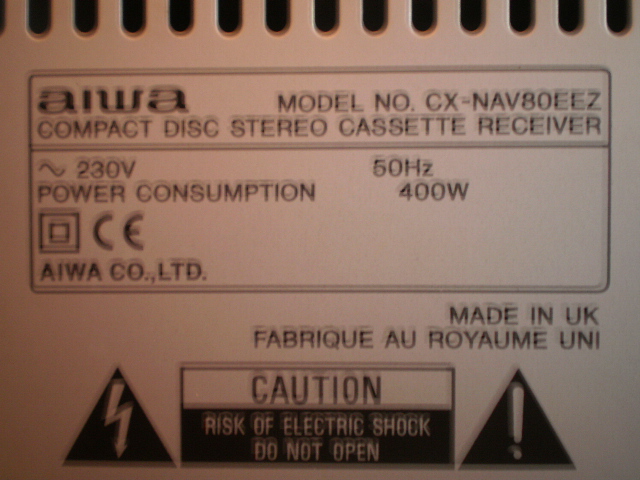 aiwa MODEL NO. CX-NAV80EEZ
COMPACT DISC STEREO CASSETTE RECEIVER
~ 230V 50Hz
POWER CONSUMPTION 400W
CE
AIWA CO.,LTD.
MADE IN UK
FABRIQUE AU ROYAUME UNI
CAUTION
RISK OF ELECTRIC SHOCK
DO NOT OPEN